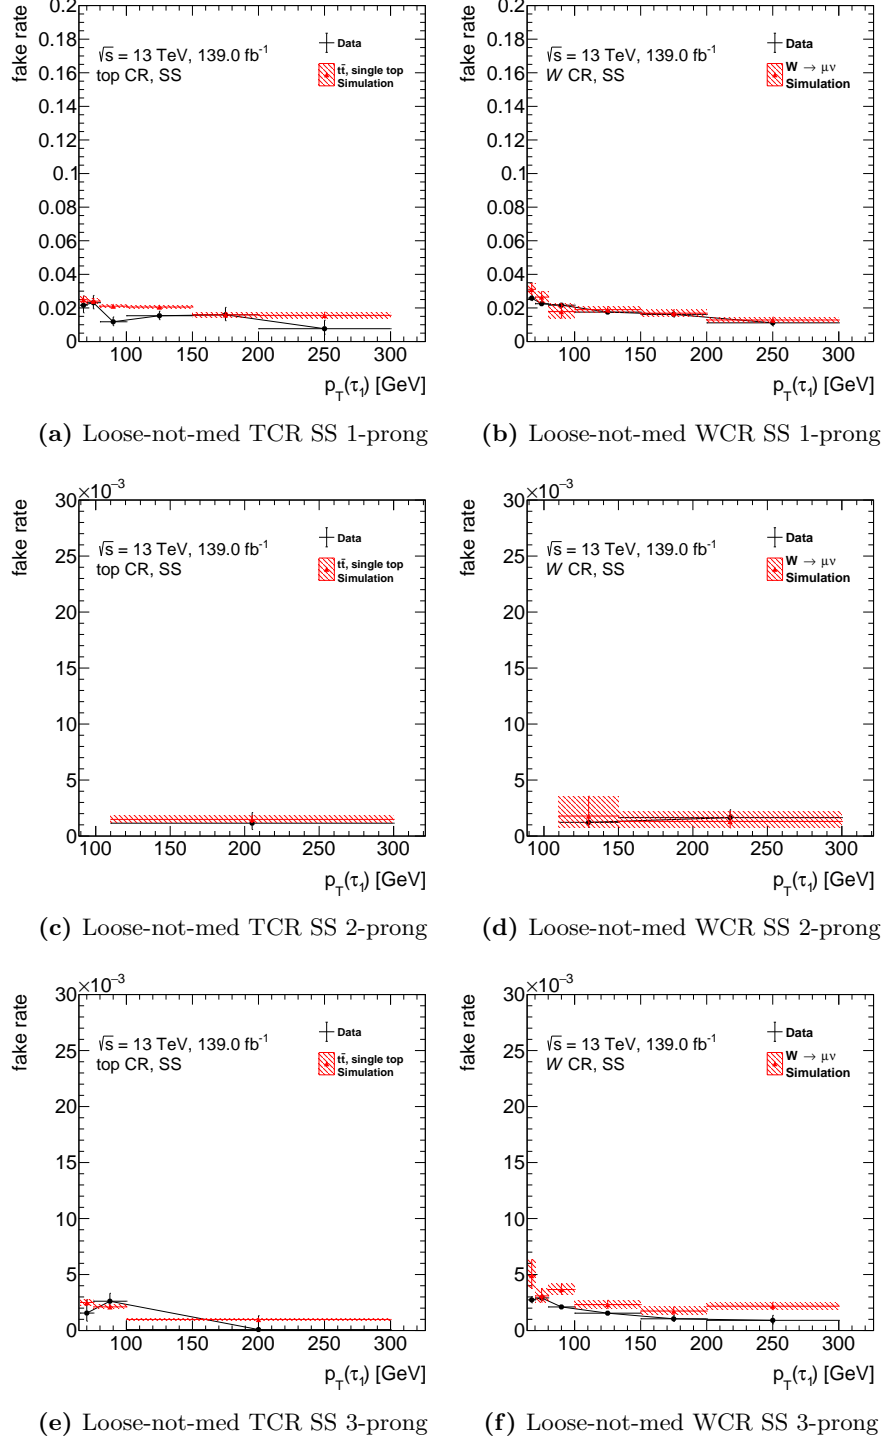 fake rate
0.2
0.18
0.16
0.14
0.12
0.1
0.08
0.06
0.04
0.02
0
√s = 13 TeV, 139.0 fb⁻¹
top CR, SS
Data
tt̄, single top
Simulation
100 150 200 250 300
p_T(τ₁) [GeV]
(a) Loose-not-med TCR SS 1-prong
fake rate
0.2
0.18
0.16
0.14
0.12
0.1
0.08
0.06
0.04
0.02
0
√s = 13 TeV, 139.0 fb⁻¹
W CR, SS
Data
W → μν
Simulation
100 150 200 250 300
p_T(τ₁) [GeV]
(b) Loose-not-med WCR SS 1-prong
×10⁻³
fake rate
30
25
20
15
10
5
0
√s = 13 TeV, 139.0 fb⁻¹
top CR, SS
Data
tt̄, single top
Simulation
100 150 200 250 300
p_T(τ₁) [GeV]
(c) Loose-not-med TCR SS 2-prong
×10⁻³
fake rate
30
25
20
15
10
5
0
√s = 13 TeV, 139.0 fb⁻¹
W CR, SS
Data
W → μν
Simulation
100 150 200 250 300
p_T(τ₁) [GeV]
(d) Loose-not-med WCR SS 2-prong
×10⁻³
fake rate
30
25
20
15
10
5
0
√s = 13 TeV, 139.0 fb⁻¹
top CR, SS
Data
tt̄, single top
Simulation
100 150 200 250 300
p_T(τ₁) [GeV]
(e) Loose-not-med TCR SS 3-prong
×10⁻³
fake rate
30
25
20
15
10
5
0
√s = 13 TeV, 139.0 fb⁻¹
W CR, SS
Data
W → μν
Simulation
100 150 200 250 300
p_T(τ₁) [GeV]
(f) Loose-not-med WCR SS 3-prong